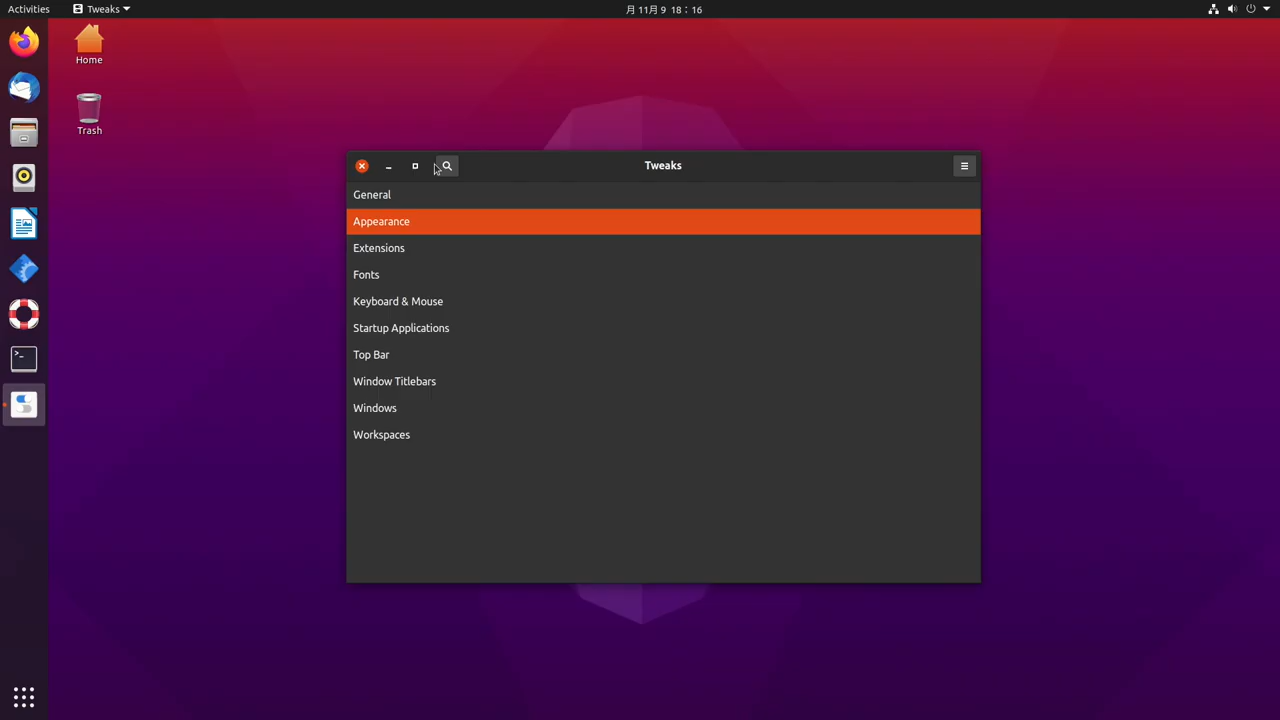 Activities
Tweaks
月 11月 9 18：16
Home
Trash
Tweaks
General
Appearance
Extensions
Fonts
Keyboard & Mouse
Startup Applications
Top Bar
Window Titlebars
Windows
Workspaces